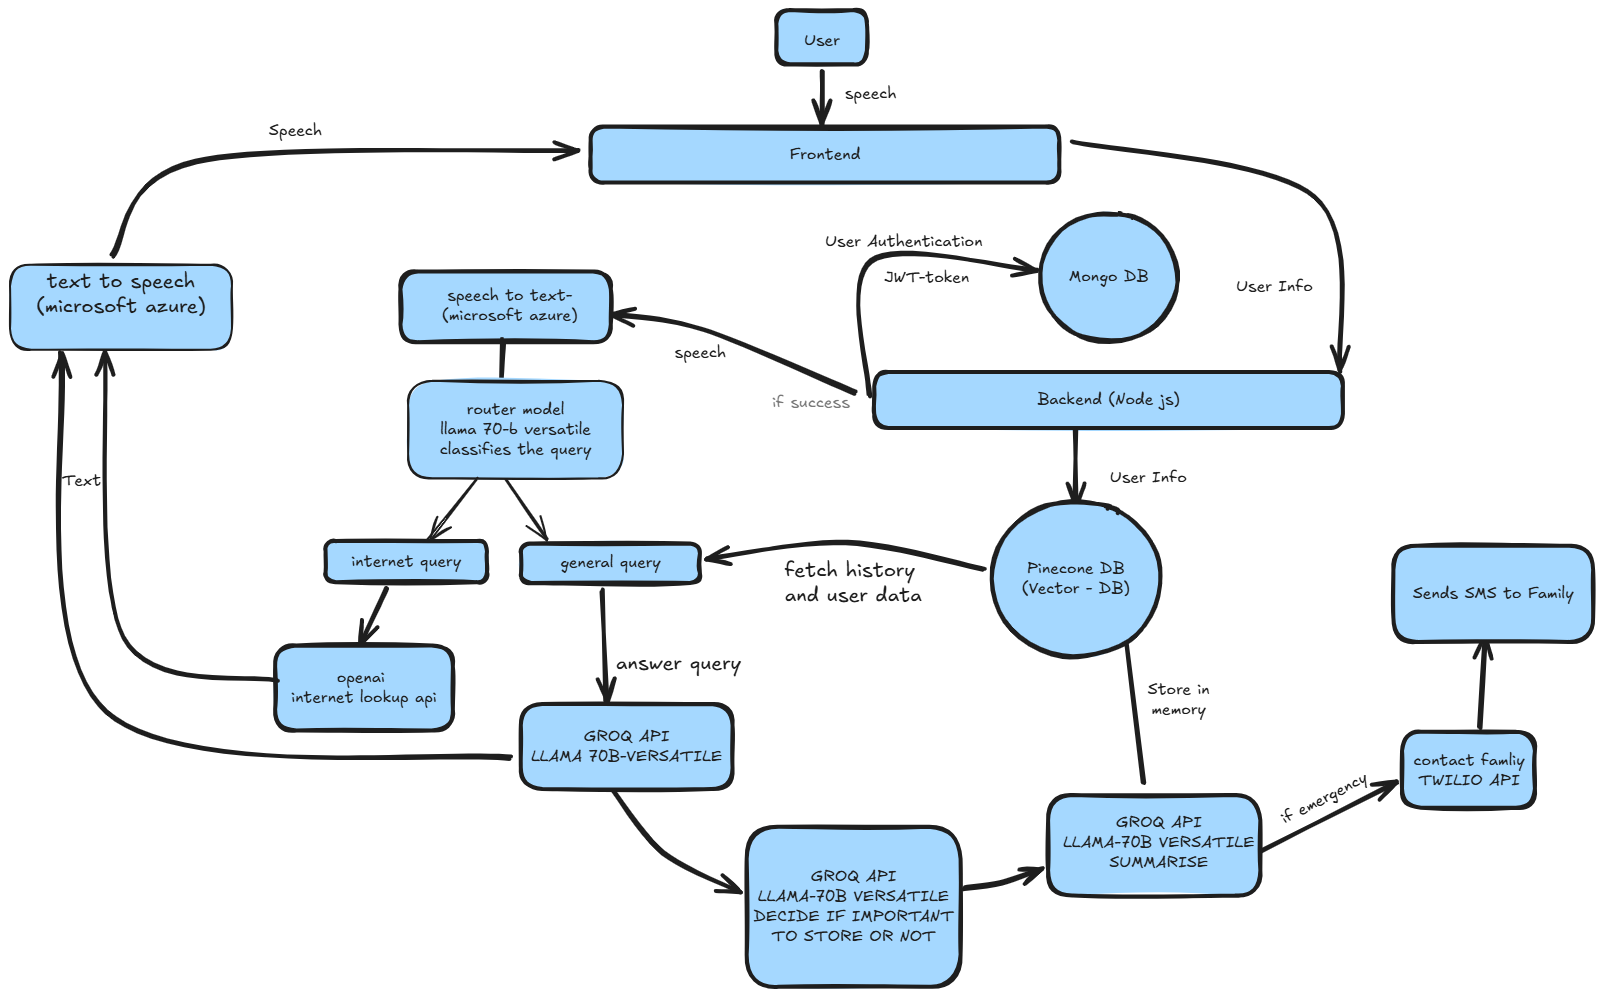 User
speech
Speech
Frontend
User Authentication
JWT-token
Mongo DB
User Info
text to speech
(microsoft azure)
speech to text-
(microsoft azure)
speech
if success
Backend (Node js)
router model
llama 70-b versatile
classifies the query
Text
User Info
internet query
general query
fetch history
and user data
Pinecone DB
(Vector - DB)
Sends SMS to Family
answer query
openai
internet lookup api
Store in
memory
GROQ API
LLAMA 70B-VERSATILE
contact famliy
TWILIO API
if emergency
GROQ API
LLAMA-70B VERSATILE
SUMMARISE
GROQ API
LLAMA-70B VERSATILE
DECIDE IF IMPORTANT
TO STORE OR NOT